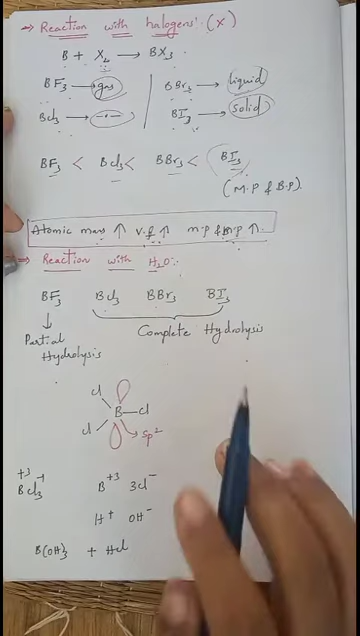 → Reaction with halogens: (X)
B + X₂ → BX₃
BF₃ → gas
BBr₃ → liquid
BCl₃ → —"—
BI₃ → solid
BF₃ < BCl₃ < BBr₃ < BI₃
(M.P & B.P)
Atomic mass ↑ v.f ↑ m.p & b.p ↑.
→ Reaction with H₂O:
BF₃ BCl₃ BBr₃ BI₃
↓
Partial Hydrolysis
Complete Hydrolysis
Cl
B — Cl
Cl
→ sp²
+3 -1
BCl₃
B⁺³ 3Cl⁻
H⁺ OH⁻
B(OH)₃ + HCl